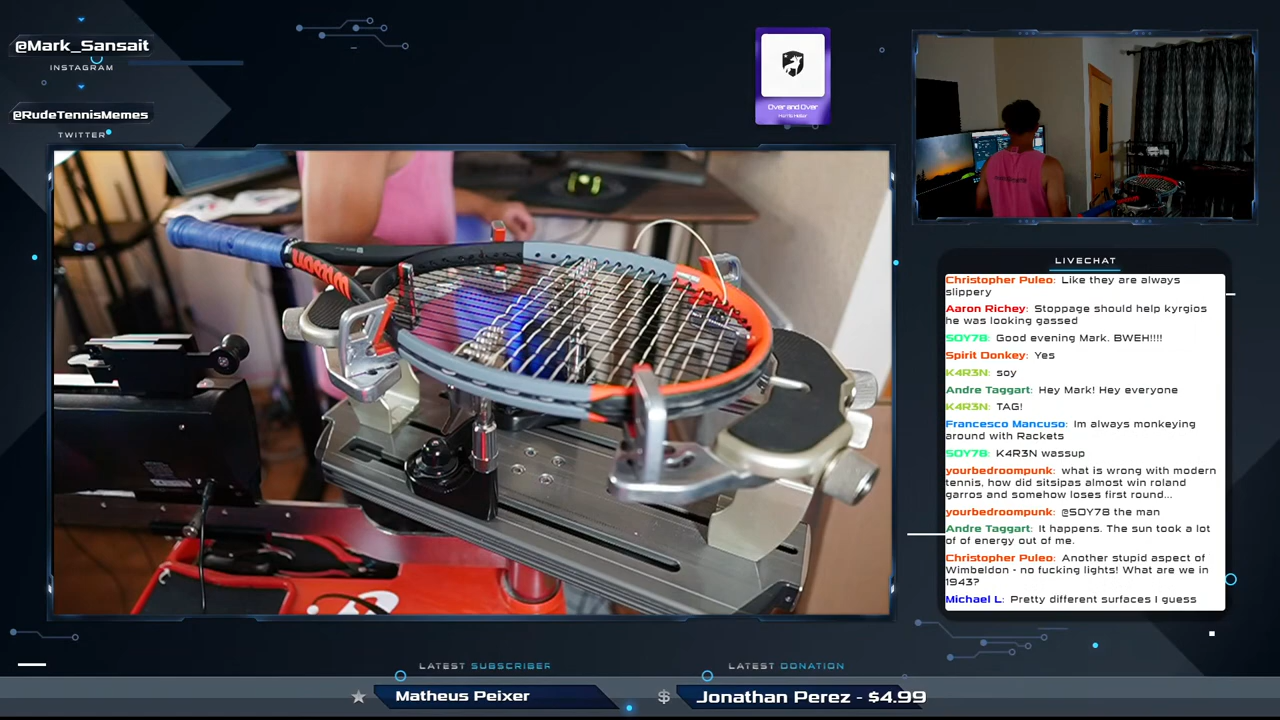 @Mark_Sansait
INSTAGRAM
@RudeTennisMemes
TWITTER
Over and Over
Wilson
LIVECHAT
Christopher Puleo: Like they are always
slippery
Aaron Richey: Stoppage should help kyrgios
he was looking gassed
SOY78: Good evening Mark, BWEH!!!!
Spirit Donkey: Yes
K4R3N: soy
Andre Taggart: Hey Mark! Hey everyone
K4R3N: TAG!
Francesco Mancuso: Im always monkeying
around with Rackets
SOY78: K4R3N wassup
yourbedroompunk: what is wrong with modern
tennis, how did sitsipas almost win roland
garros and somehow loses first round...
yourbedroompunk: @SOY78 the man
Andre Taggart: It happens. The sun took a lot
of of energy out of me.
Christopher Puleo: Another stupid aspect of
Wimbeldon - no fucking lights! What are we in
1943?
Michael L: Pretty different surfaces I guess
LATEST SUBSCRIBER
Matheus Peixer
LATEST DONATION
$ Jonathan Perez - $4.99